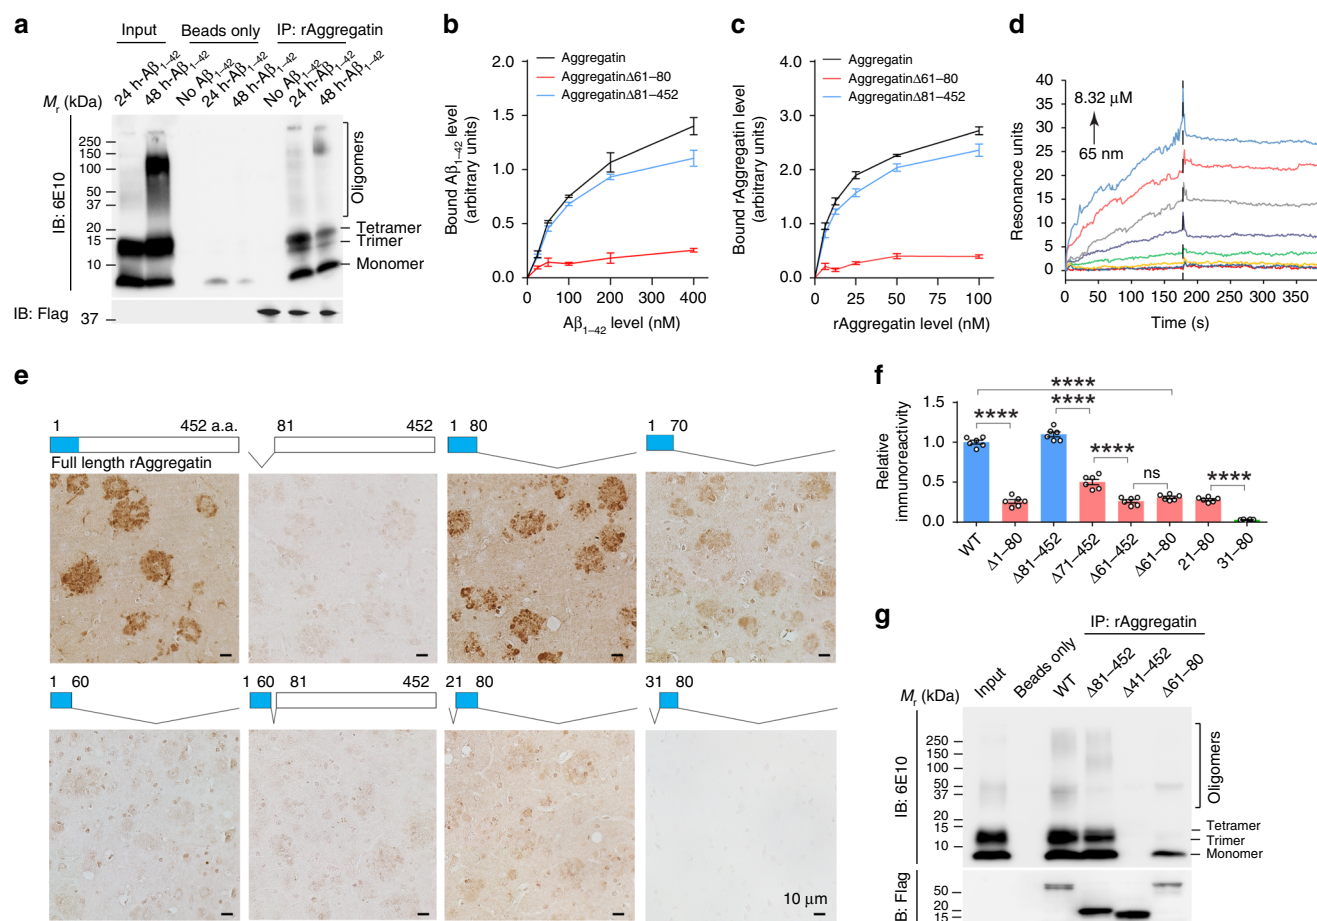 a
Input
Beads only
IP: rAggregatin
24 h-Aβ1–42
48 h-Aβ1–42
No Aβ1–42
24 h-Aβ1–42
48 h-Aβ1–42
No Aβ1–42
24 h-Aβ1–42
48 h-Aβ1–42
Mr (kDa)
IB: 6E10
250
150
100
50
37
20
15
10
Oligomers
Tetramer
Trimer
Monomer
IB: Flag
37
b
Aggregatin
AggregatinΔ61–80
AggregatinΔ81–452
Bound Aβ1–42 level
(arbitrary units)
2.0
1.5
1.0
0.5
0.0
0 100 200 300 400
Aβ1–42 level (nM)
c
Aggregatin
AggregatinΔ61–80
AggregatinΔ81–452
Bound rAggregatin level
(arbitrary units)
4.0
3.0
2.0
1.0
0.0
0 25 50 75 100
rAggregatin level (nM)
d
Resonance units
40
35
30
25
20
15
10
5
0
8.32 μM
65 nm
0 50 100 150 200 250 300 350
Time (s)
e
1 452 a.a.
Full length rAggregatin
81 452
1 80
1 70
1 60
1 60 81 452
21 80
31 80
10 μm
f
Relative
immunoreactivity
1.5
1.0
0.5
0.0
****
****
****
****
ns
****
WT
Δ1–80
Δ81–452
Δ71–452
Δ61–452
Δ61–80
21–80
31–80
g
IP: rAggregatin
Input
Beads only
WT
Δ81–452
Δ41–452
Δ61–80
Mr (kDa)
IB: 6E10
250
150
100
50
37
20
15
10
Oligomers
Tetramer
Trimer
Monomer
B: Flag
50
20
15